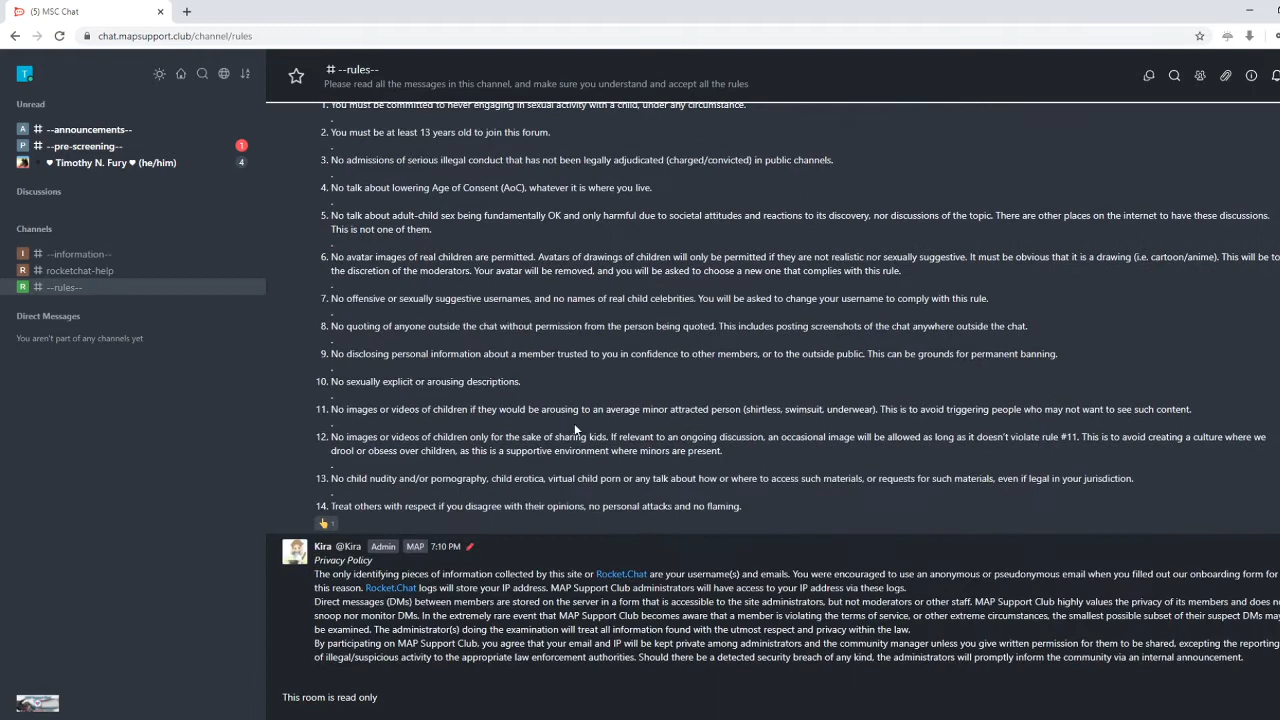 (5) MSC Chat
chat.mapsupport.club/channel/rules
T
Unread
A # --announcements--
P # --pre-screening-- 1
♥ Timothy N. Fury ♥ (he/him) 4
Discussions
Channels
I # --information--
R rocketchat-help
R # --rules--
Direct Messages
You aren't part of any channels yet
# --rules--
Please read all the messages in this channel, and make sure you understand and accept all the rules
1. You must be committed to never engaging in sexual activity with a child, under any circumstance.
.
2. You must be at least 13 years old to join this forum.
.
3. No admissions of serious illegal conduct that has not been legally adjudicated (charged/convicted) in public channels.
.
4. No talk about lowering Age of Consent (AoC), whatever it is where you live.
.
5. No talk about adult-child sex being fundamentally OK and only harmful due to societal attitudes and reactions to its discovery, nor discussions of the topic. There are other places on the internet to have these discussions.
This is not one of them.
.
6. No avatar images of real children are permitted. Avatars of drawings of children will only be permitted if they are not realistic nor sexually suggestive. It must be obvious that it is a drawing (i.e. cartoon/anime). This will be to
the discretion of the moderators. Your avatar will be removed, and you will be asked to choose a new one that complies with this rule.
.
7. No offensive or sexually suggestive usernames, and no names of real child celebrities. You will be asked to change your username to comply with this rule.
.
8. No quoting of anyone outside the chat without permission from the person being quoted. This includes posting screenshots of the chat anywhere outside the chat.
.
9. No disclosing personal information about a member trusted to you in confidence to other members, or to the outside public. This can be grounds for permanent banning.
.
10. No sexually explicit or arousing descriptions.
.
11. No images or videos of children if they would be arousing to an average minor attracted person (shirtless, swimsuit, underwear). This is to avoid triggering people who may not want to see such content.
.
12. No images or videos of children only for the sake of sharing kids. If relevant to an ongoing discussion, an occasional image will be allowed as long as it doesn't violate rule #11. This is to avoid creating a culture where we
drool or obsess over children, as this is a supportive environment where minors are present.
.
13. No child nudity and/or pornography, child erotica, virtual child porn or any talk about how or where to access such materials, or requests for such materials, even if legal in your jurisdiction.
.
14. Treat others with respect if you disagree with their opinions, no personal attacks and no flaming.
1
Kira @Kira Admin MAP 7:10 PM
Privacy Policy
The only identifying pieces of information collected by this site or Rocket.Chat are your username(s) and emails. You were encouraged to use an anonymous or pseudonymous email when you filled out our onboarding form for
this reason. Rocket.Chat logs will store your IP address. MAP Support Club administrators will have access to your IP address via these logs.
Direct messages (DMs) between members are stored on the server in a form that is accessible to the site administrators, but not moderators or other staff. MAP Support Club highly values the privacy of its members and does no
snoop nor monitor DMs. In the extremely rare event that MAP Support Club becomes aware that a member is violating the terms of service, or other extreme circumstances, the smallest possible subset of their suspect DMs may
be examined. The administrator(s) doing the examination will treat all information found with the utmost respect and privacy within the law.
By participating on MAP Support Club, you agree that your email and IP will be kept private among administrators and the community manager unless you give written permission for them to be shared, excepting the reporting
of illegal/suspicious activity to the appropriate law enforcement authorities. Should there be a detected security breach of any kind, the administrators will promptly inform the community via an internal announcement.
This room is read only